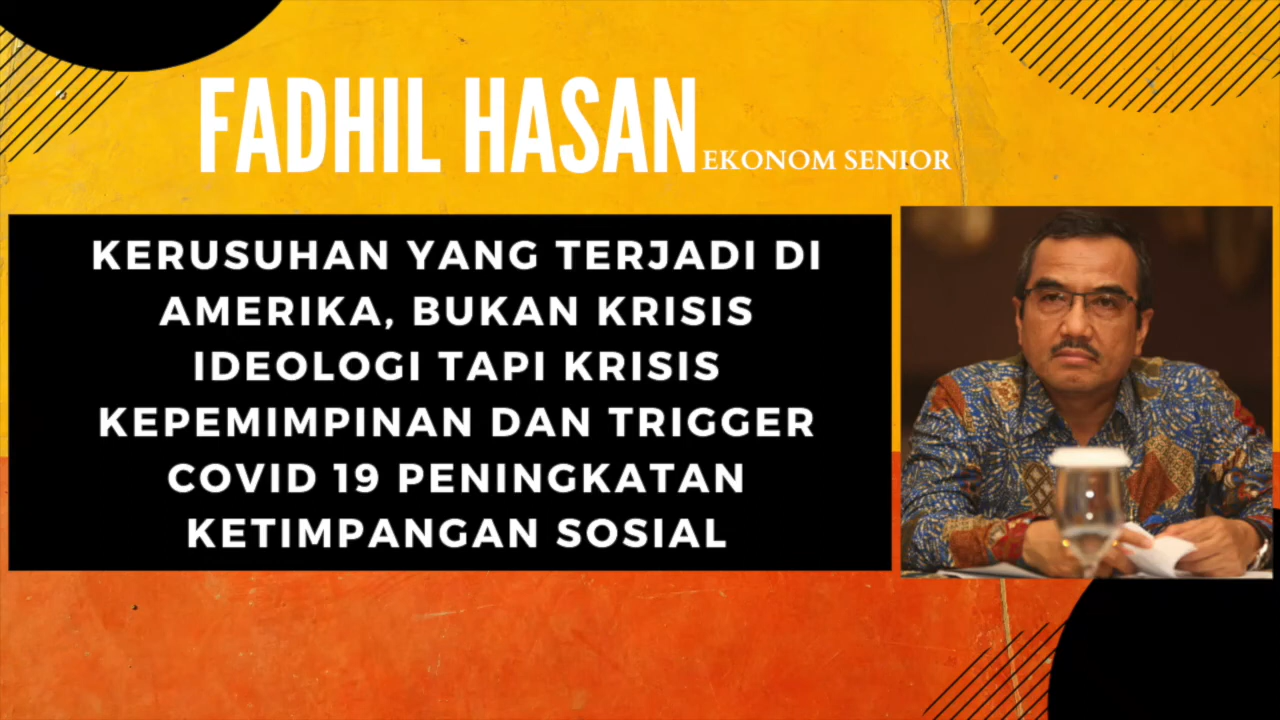 FADHIL HASAN EKONOM SENIOR
KERUSUHAN YANG TERJADI DI
AMERIKA, BUKAN KRISIS
IDEOLOGI TAPI KRISIS
KEPEMIMPINAN DAN TRIGGER
COVID 19 PENINGKATAN
KETIMPANGAN SOSIAL